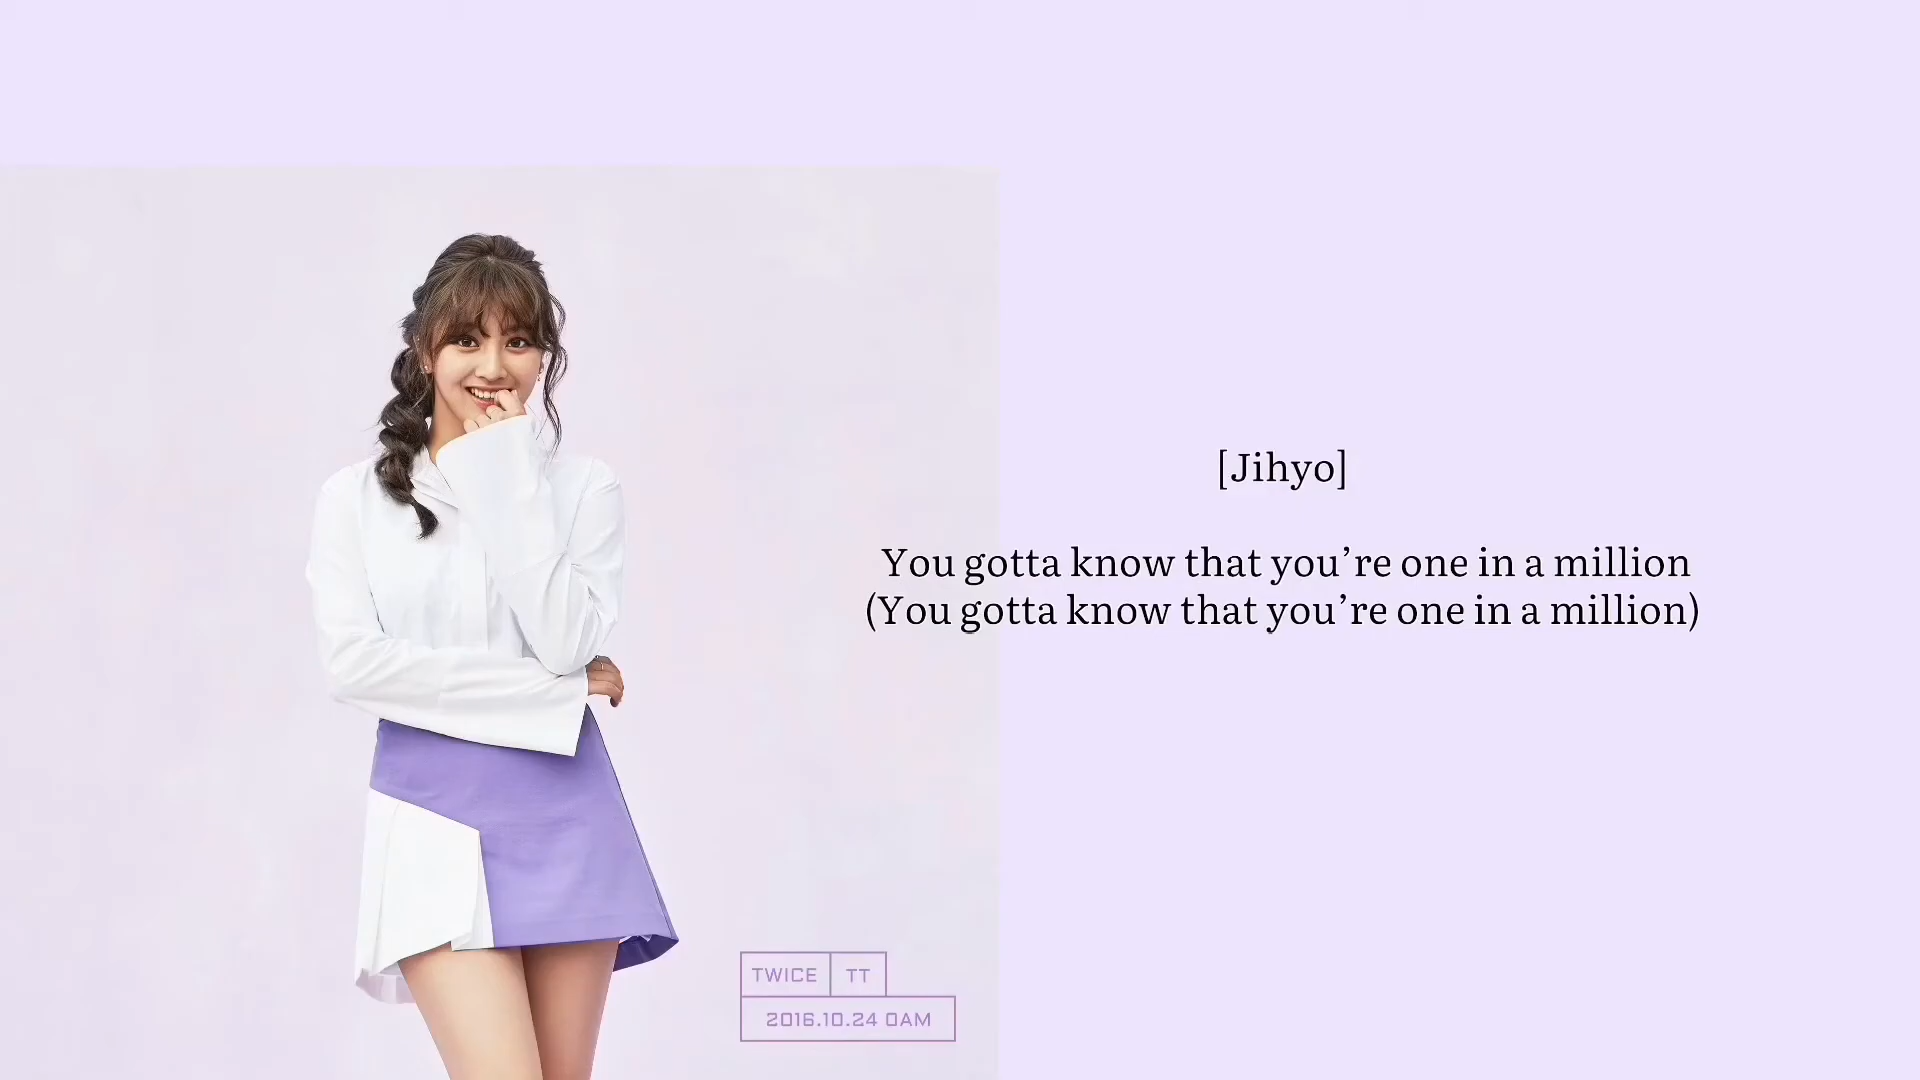 [Jihyo]
You gotta know that you’re one in a million
(You gotta know that you’re one in a million)
TWICE TT
2016.10.24 0AM